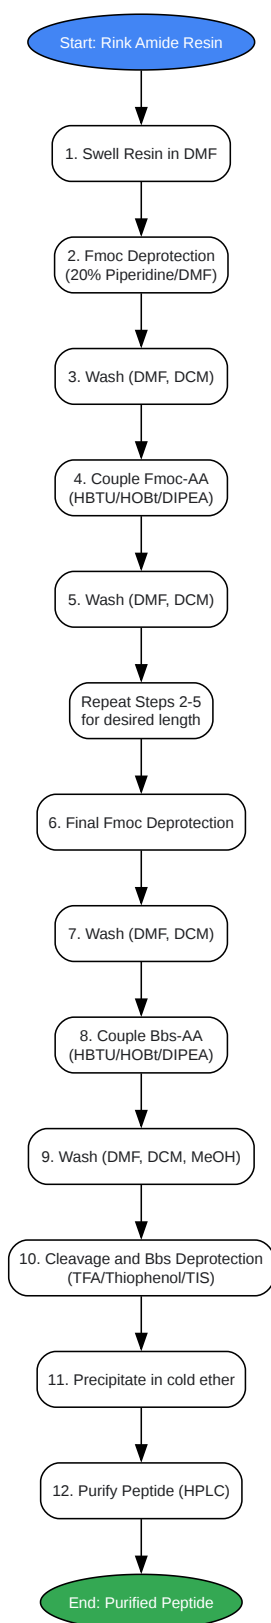 Start: Rink Amide Resin
1. Swell Resin in DMF
2. Fmoc Deprotection
(20% Piperidine/DMF)
3. Wash (DMF, DCM)
4. Couple Fmoc-AA
(HBTU/HOBt/DIPEA)
5. Wash (DMF, DCM)
Repeat Steps 2-5
for desired length
6. Final Fmoc Deprotection
7. Wash (DMF, DCM)
8. Couple Bbs-AA
(HBTU/HOBt/DIPEA)
9. Wash (DMF, DCM, MeOH)
10. Cleavage and Bbs Deprotection
(TFA/Thiophenol/TIS)
11. Precipitate in cold ether
12. Purify Peptide (HPLC)
End: Purified Peptide